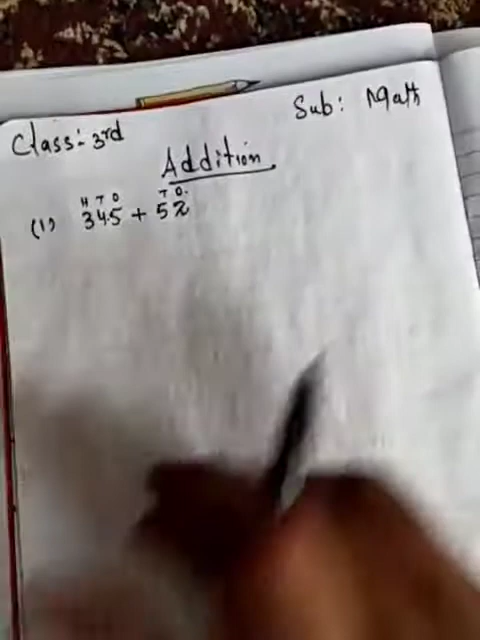 Sub: Math
Class: 3rd
Addition
H T O T O.
(1) 345 + 52